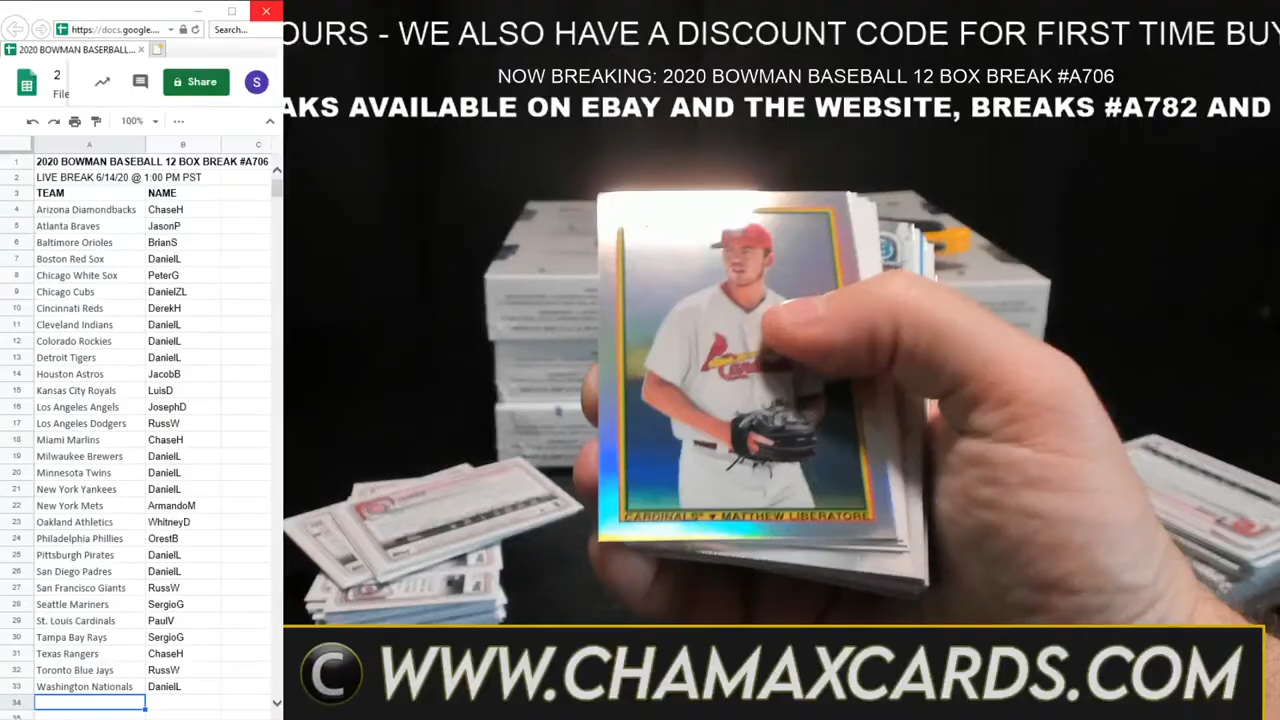 https://docs.google.
Search...
2020 BOWMAN BASERBALL...
2
File
Share
S
100%
A B C
1 2020 BOWMAN BASEBALL 12 BOX BREAK #A706
2 LIVE BREAK 6/14/20 @ 1:00 PM PST
3 TEAM NAME
4 Arizona Diamondbacks ChaseH
5 Atlanta Braves JasonP
6 Baltimore Orioles BrianS
7 Boston Red Sox DanielL
8 Chicago White Sox PeterG
9 Chicago Cubs DanielZL
10 Cincinnati Reds DerekH
11 Cleveland Indians DanielL
12 Colorado Rockies DanielL
13 Detroit Tigers DanielL
14 Houston Astros JacobB
15 Kansas City Royals LuisD
16 Los Angeles Angels JosephD
17 Los Angeles Dodgers RussW
18 Miami Marlins ChaseH
19 Milwaukee Brewers DanielL
20 Minnesota Twins DanielL
21 New York Yankees DanielL
22 New York Mets ArmandoM
23 Oakland Athletics WhitneyD
24 Philadelphia Phillies OrestB
25 Pittsburgh Pirates DanielL
26 San Diego Padres DanielL
27 San Francisco Giants RussW
28 Seattle Mariners SergioG
29 St. Louis Cardinals PaulV
30 Tampa Bay Rays SergioG
31 Texas Rangers ChaseH
32 Toronto Blue Jays RussW
33 Washington Nationals DanielL
34
OURS - WE ALSO HAVE A DISCOUNT CODE FOR FIRST TIME BUY
NOW BREAKING: 2020 BOWMAN BASEBALL 12 BOX BREAK #A706
AKS AVAILABLE ON EBAY AND THE WEBSITE, BREAKS #A782 AND
Cardinals
CARDINALS ▾ MATTHEW LIBERATORE
C WWW.CHAMAXCARDS.COM